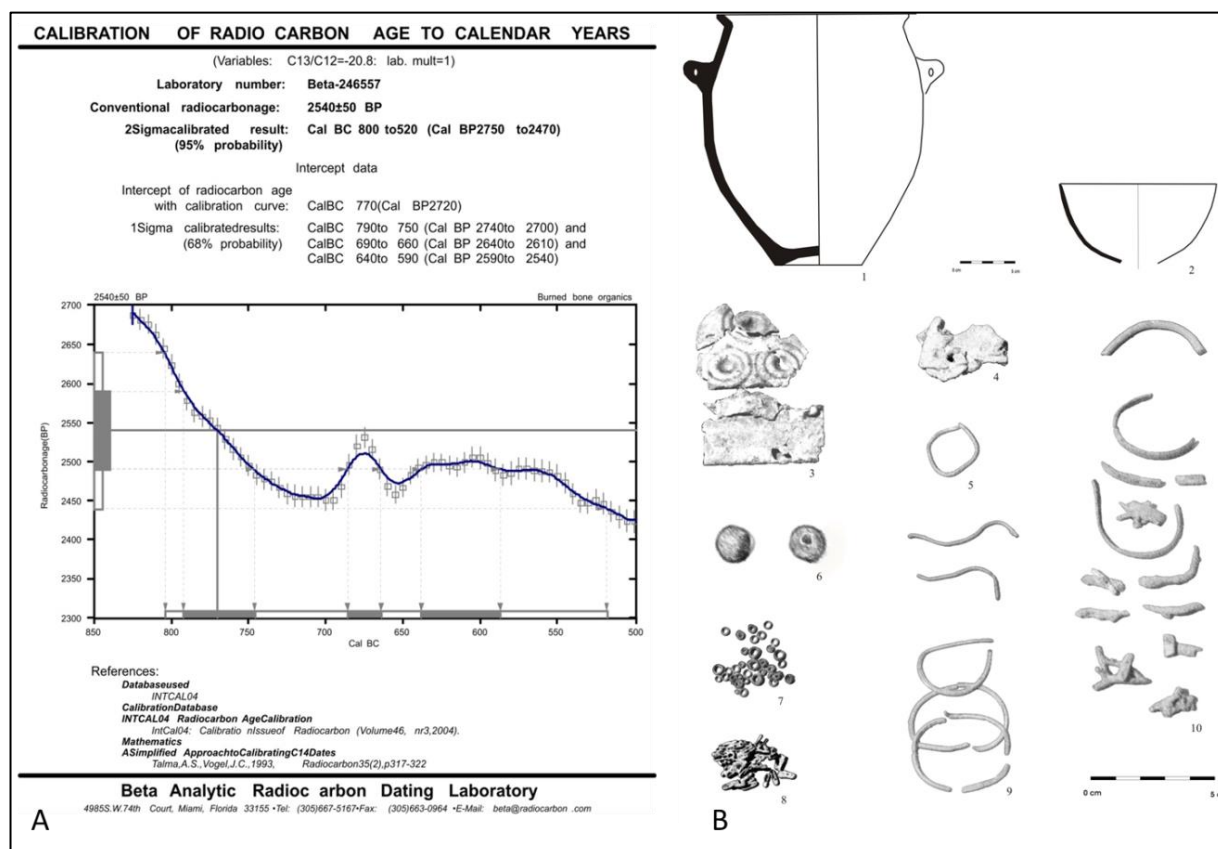 CALIBRATION OF RADIO CARBON AGE TO CALENDAR YEARS
(Variables: C13/C12=-20.8: lab. mult=1)
Laboratory number: Beta-246557
Conventional radiocarbonage: 2540±50 BP
2Sigmacalibrated result: Cal BC 800 to520 (Cal BP2750 to2470)
(95% probability)
Intercept data
Intercept of radiocarbon age
with calibration curve: CalBC 770(Cal BP2720)
1Sigma calibratedresults: CalBC 790to 750 (Cal BP 2740to 2700) and
(68% probability) CalBC 690to 660 (Cal BP 2640to 2610) and
CalBC 640to 590 (Cal BP 2590to 2540)
2540±50 BP Burned bone organics
2700
2650
2600
2550
2500
2450
2400
2350
2300
Radiocarbonage(BP)
850 800 750 700 650 600 550 500
Cal BC
References:
Databaseused
INTCAL04
CalibrationDatabase
INTCAL04 Radiocarbon AgeCalibration
IntCal04: Calibratio nIssueof Radiocarbon (Volume46, nr3,2004).
Mathematics
ASimplified ApproachtoCalibratingC14Dates
Talma,A.S.,Vogel,J.C.,1993, Radiocarbon35(2),p317-322
Beta Analytic Radioc arbon Dating Laboratory
4985S.W.74th Court, Miami, Florida 33155 •Tel: (305)667-5167•Fax: (305)663-0964 •E-Mail: beta@radiocarbon .com
A
1
2
3
4
5
6
7
8
9
10
0 cm 5
B